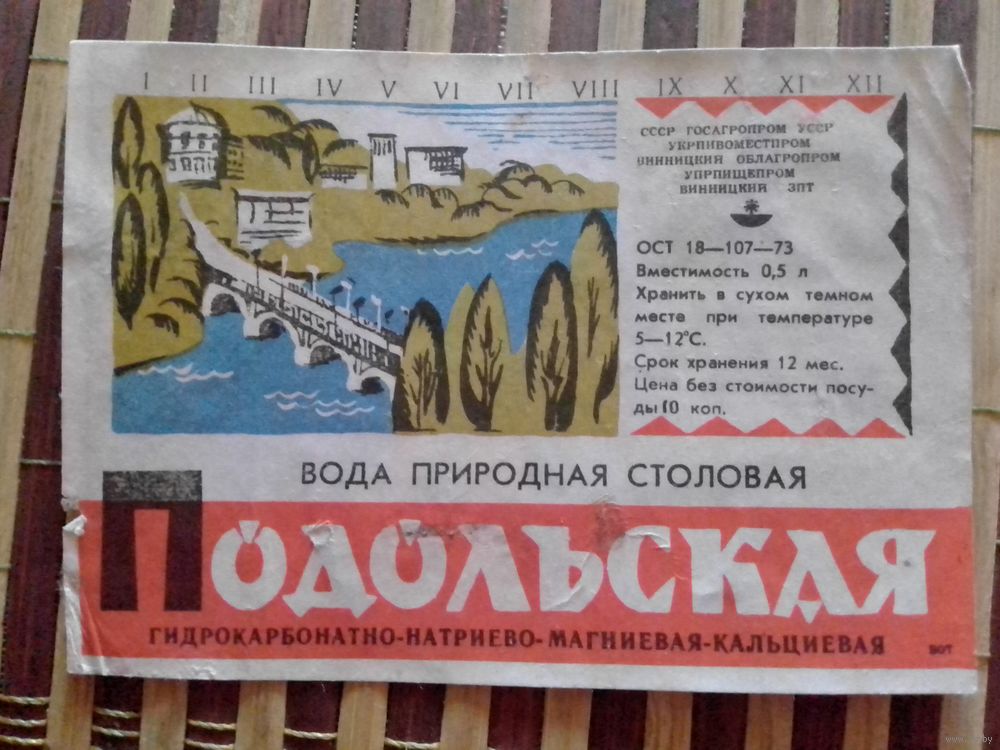 I II III IV V VI VII VIII IX X XI XII
СССР ГОСАГРОПРОМ УССР
УКРПИВОМЕСТПРОМ
ВИННИЦКИЙ ОБЛАГРОПРОМ
УПРПИЩЕПРОМ
ВИННИЦКИЙ ЗПТ
ОСТ 18—107—73
Вместимость 0,5 л
Хранить в сухом темном
месте при температуре
5—12°С.
Срок хранения 12 мес.
Цена без стоимости посу-
ды 10 коп.
ВОДА ПРИРОДНАЯ СТОЛОВАЯ
ПОДОЛЬСКАЯ
ГИДРОКАРБОНАТНО-НАТРИЕВО-МАГНИЕВАЯ-КАЛЬЦИЕВАЯ